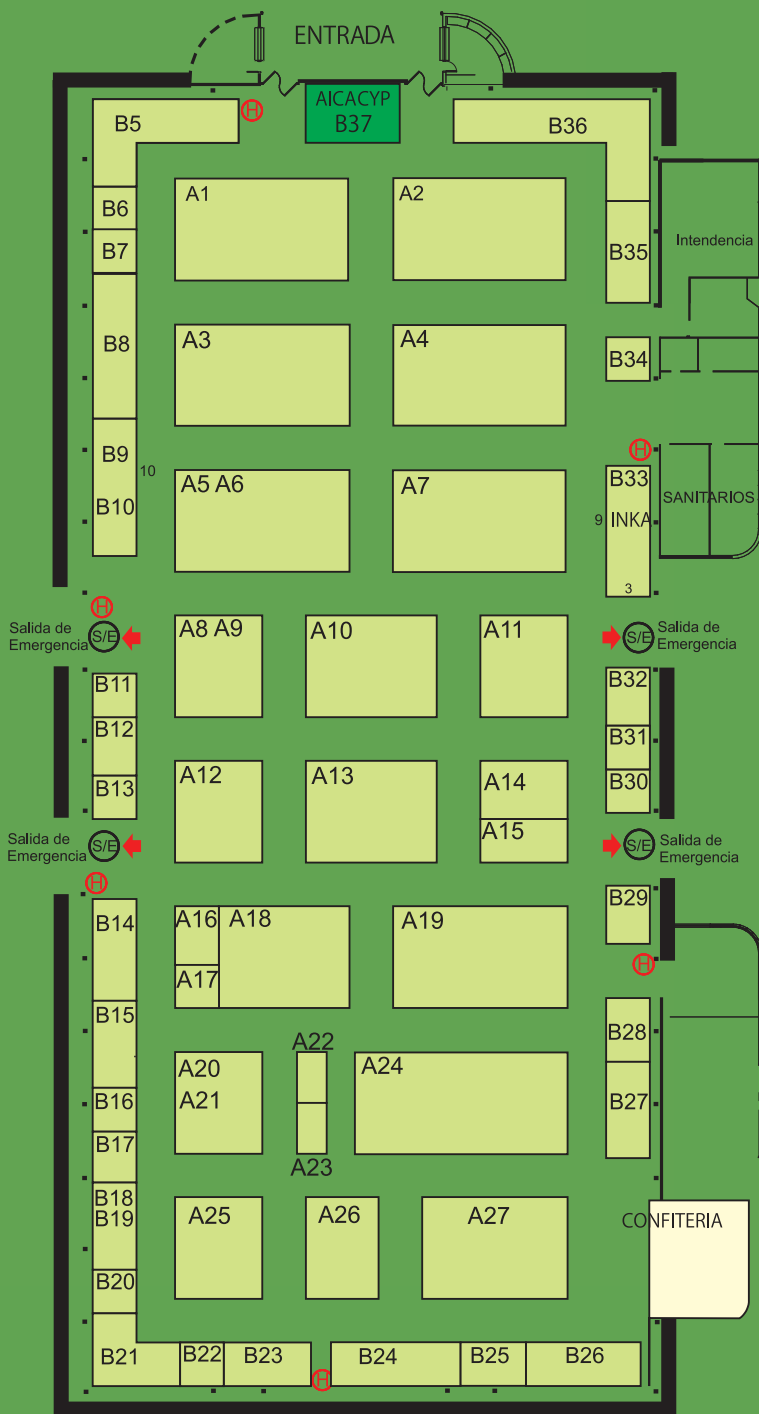 ENTRADA
AICACYP
B37
B5
H
B36
B6
A1
A2
B7
B35
Intendencia
B8
A3
A4
B34
B9
10
B10
A5 A6
A7
H
B33
SANITARIOS
9
INKA
3
H
Salida de
Emergencia
S/E
A8 A9
A10
A11
S/E
Salida de
Emergencia
B11
B32
B12
B31
B13
A12
A13
A14
B30
A15
Salida de
Emergencia
S/E
S/E
Salida de
Emergencia
H
B29
B14
A16
A18
A19
A17
H
B15
B28
A22
A20
A21
A24
B16
B27
B17
A23
B18
B19
A25
A26
A27
CONFITERIA
B20
B21
B22
B23
H
B24
B25
B26